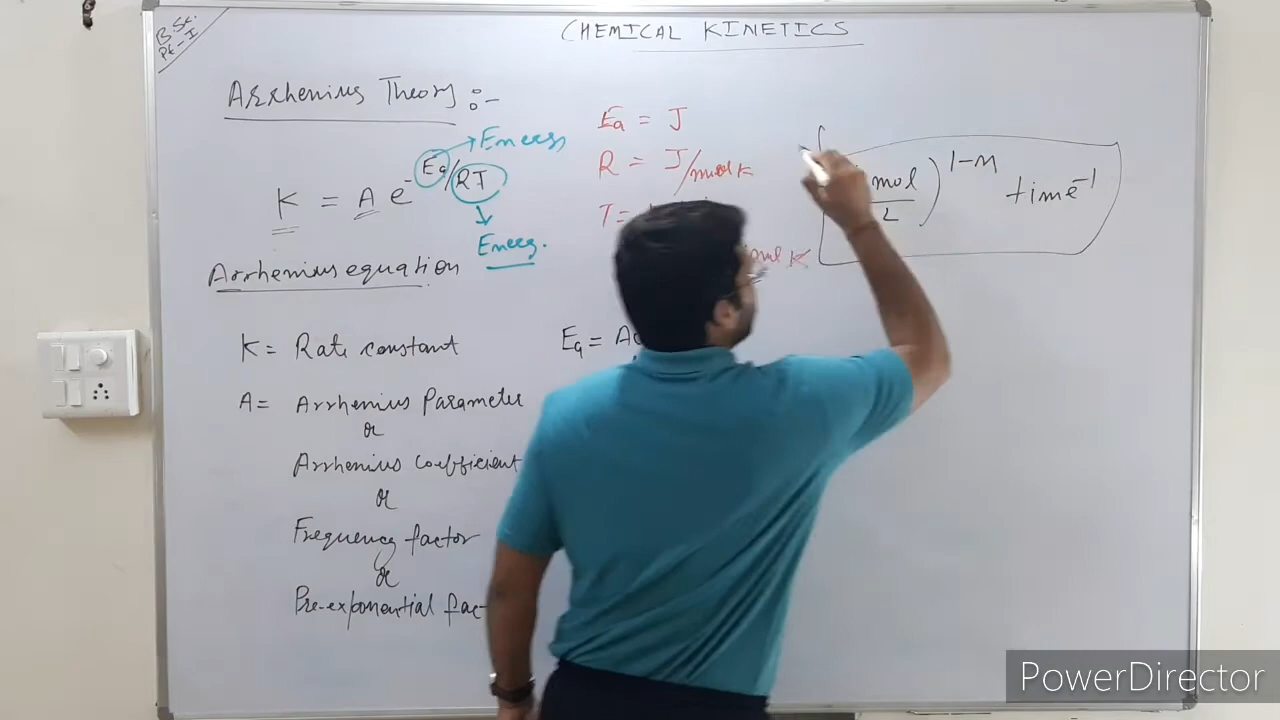 B.Sc.
Pt-I
CHEMICAL KINETICS
Arrhenius Theory :-
K = A e^-Ea/RT
Energy
Energy.
Arrhenius equation
K = Rate constant
A = Arrhenius Parameter
or
Arrhenius coefficient
or
Frequency factor
or
Pre-exponential fac
Ea = J
R = J/mol K
T =
mol K
Ea = Ac
(mol/L)^1-n time^-1
PowerDirector